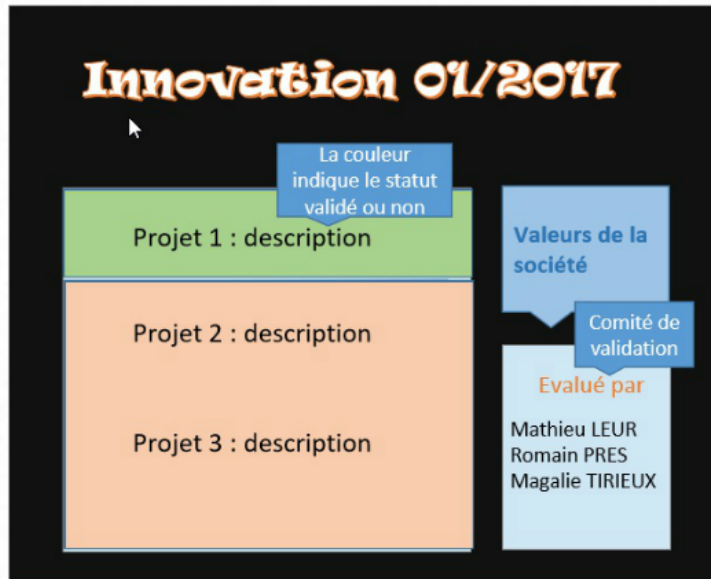 Innovation 01/2017
La couleur
indique le statut
validé ou non
Projet 1 : description
Projet 2 : description
Projet 3 : description
Valeurs de la
société
Comité de
validation
Evalué par
Mathieu LEUR
Romain PRES
Magalie TIRIEUX